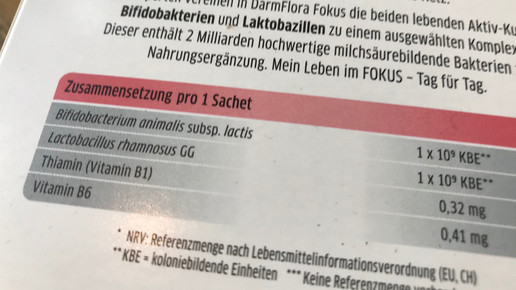 in DarmFlora Fokus die beiden lebenden Aktiv-Ku
Bifidobakterien und Laktobazillen zu einem ausgewählten Komplex
Dieser enthält 2 Milliarden hochwertige milchsäurebildende Bakterien
Nahrungsergänzung. Mein Leben im FOKUS – Tag für Tag.
Zusammensetzung pro 1 Sachet
Bifidobacterium animalis subsp. lactis 1 x 10⁹ KBE**
Lactobacillus rhamnosus GG 1 x 10⁹ KBE**
Thiamin (Vitamin B1) 0,32 mg
Vitamin B6 0,41 mg
* NRV: Referenzmenge nach Lebensmittelinformationsverordnung (EU, CH)
**KBE = koloniebildende Einheiten ***Keine Referenzmenge